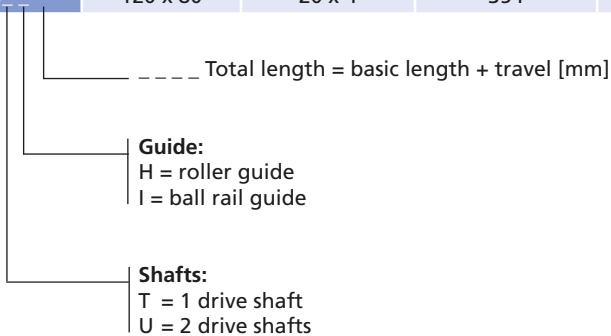 _ _ _ _ Total length = basic length + travel [mm]
Guide:
H = roller guide
I = ball rail guide
Shafts:
T = 1 drive shaft
U = 2 drive shafts